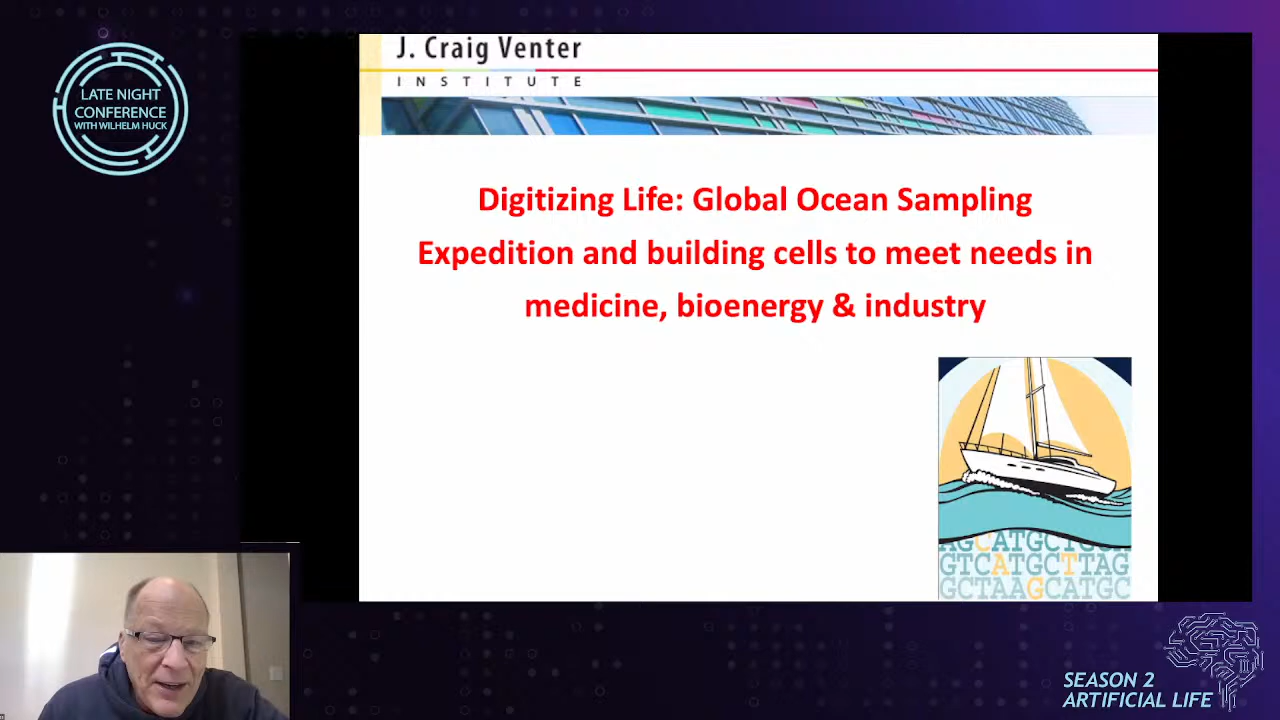 LATE NIGHT
CONFERENCE
WITH WILHELM HUCK
J. Craig Venter
INSTITUTE
Digitizing Life: Global Ocean Sampling
Expedition and building cells to meet needs in
medicine, bioenergy & industry
GTCATGCTTAG
GCTAAGCATGC
SEASON 2
ARTIFICIAL LIFE